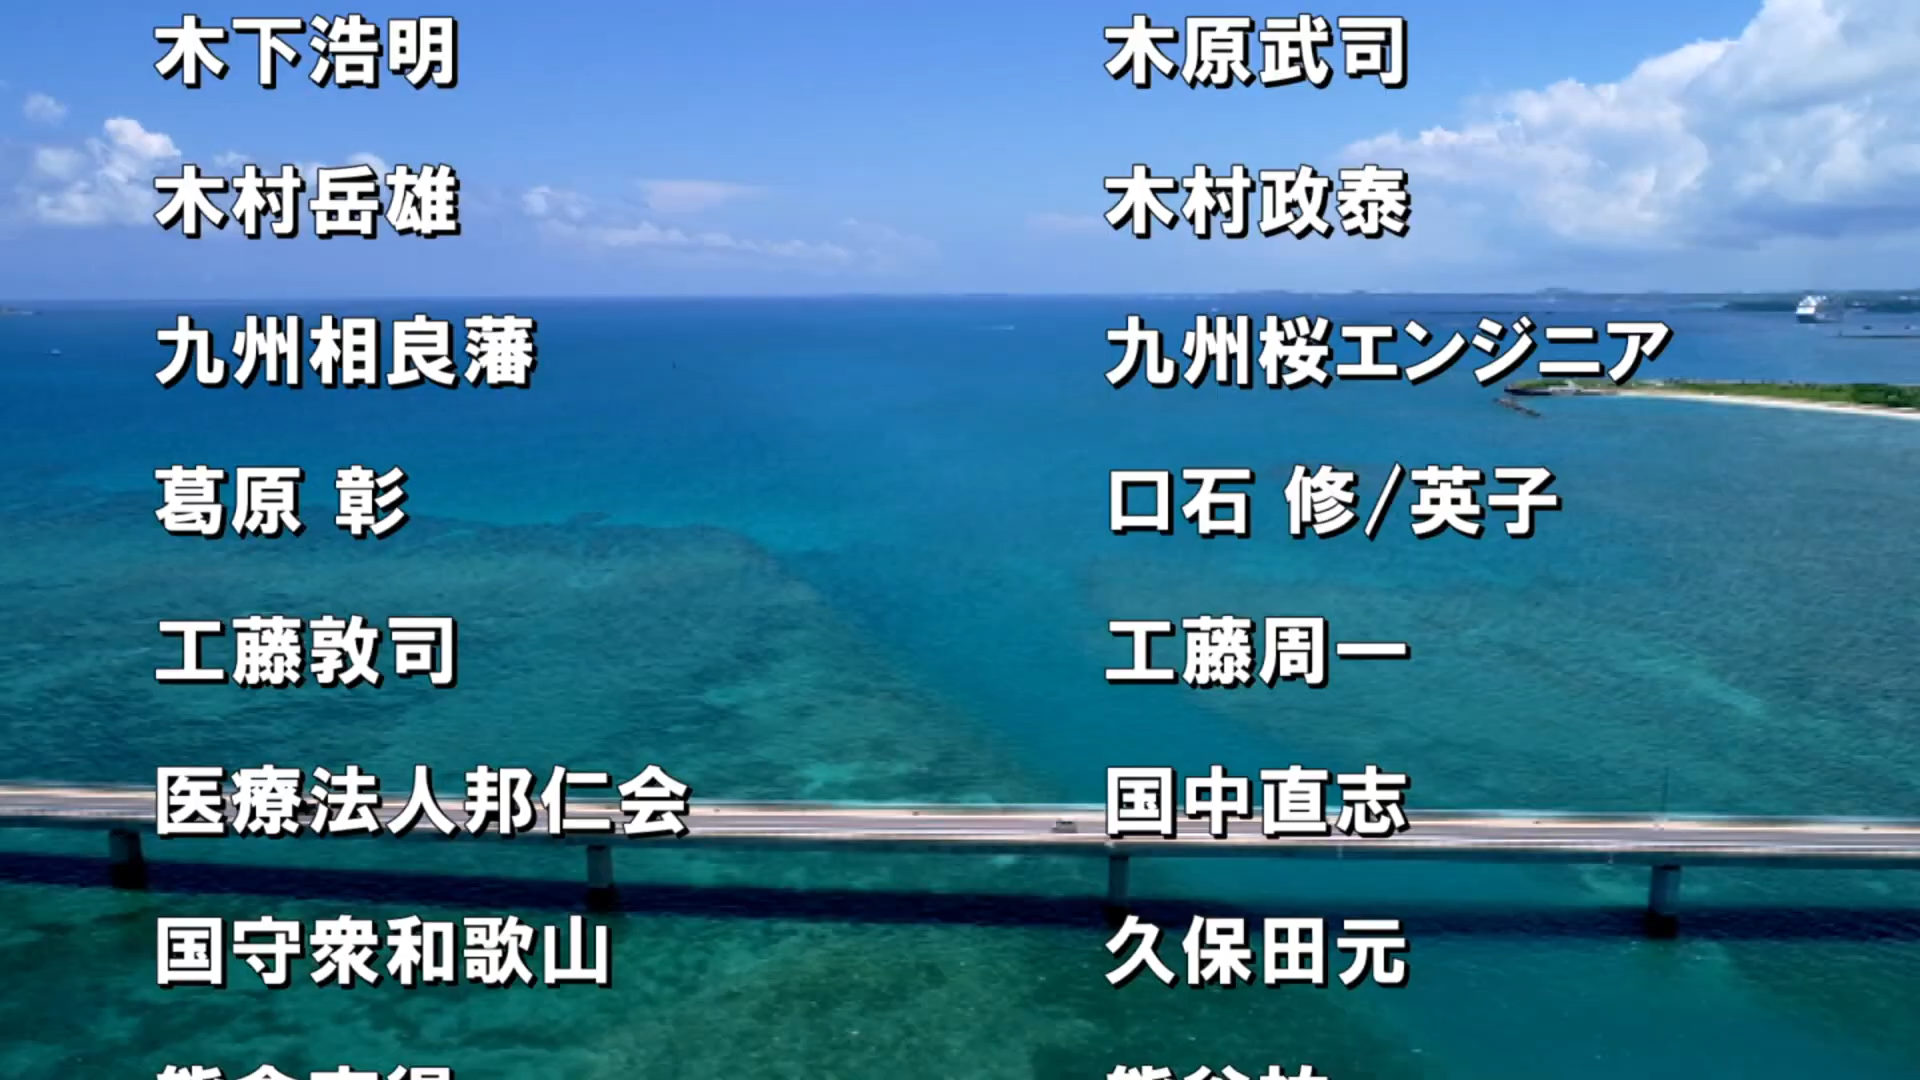 木下浩明
木原武司
木村岳雄
木村政泰
九州相良藩
九州桜エンジニア
葛原 彰
口石 修/英子
工藤敦司
工藤周一
医療法人邦仁会
国中直志
国守衆和歌山
久保田元